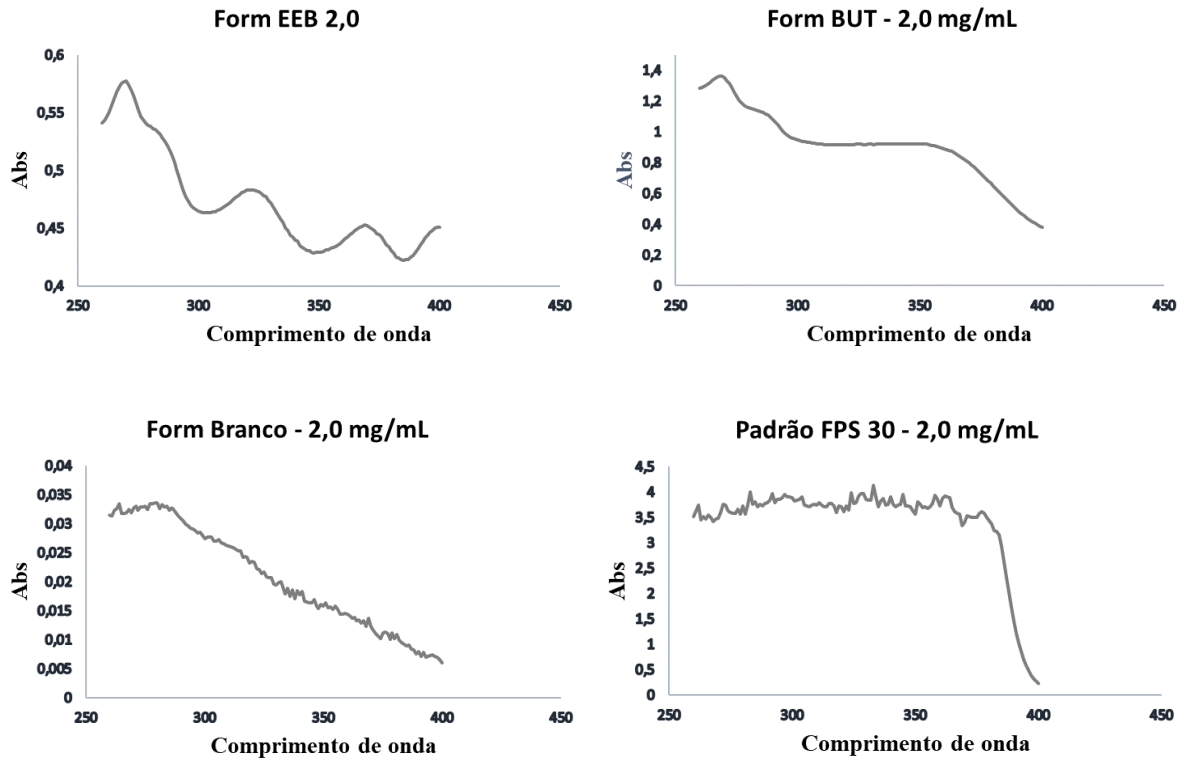 Form EEB 2,0
0,6
0,55
0,5
0,45
0,4
Abs
250 300 350 400 450
Comprimento de onda
Form BUT - 2,0 mg/mL
1,4
1,2
1
0,8
0,6
0,4
0,2
0
Abs
250 300 350 400 450
Comprimento de onda
Form Branco - 2,0 mg/mL
0,04
0,035
0,03
0,025
0,02
0,015
0,01
0,005
0
Abs
250 300 350 400 450
Comprimento de onda
Padrão FPS 30 - 2,0 mg/mL
4,5
4
3,5
3
2,5
2
1,5
1
0,5
0
Abs
250 300 350 400 450
Comprimento de onda